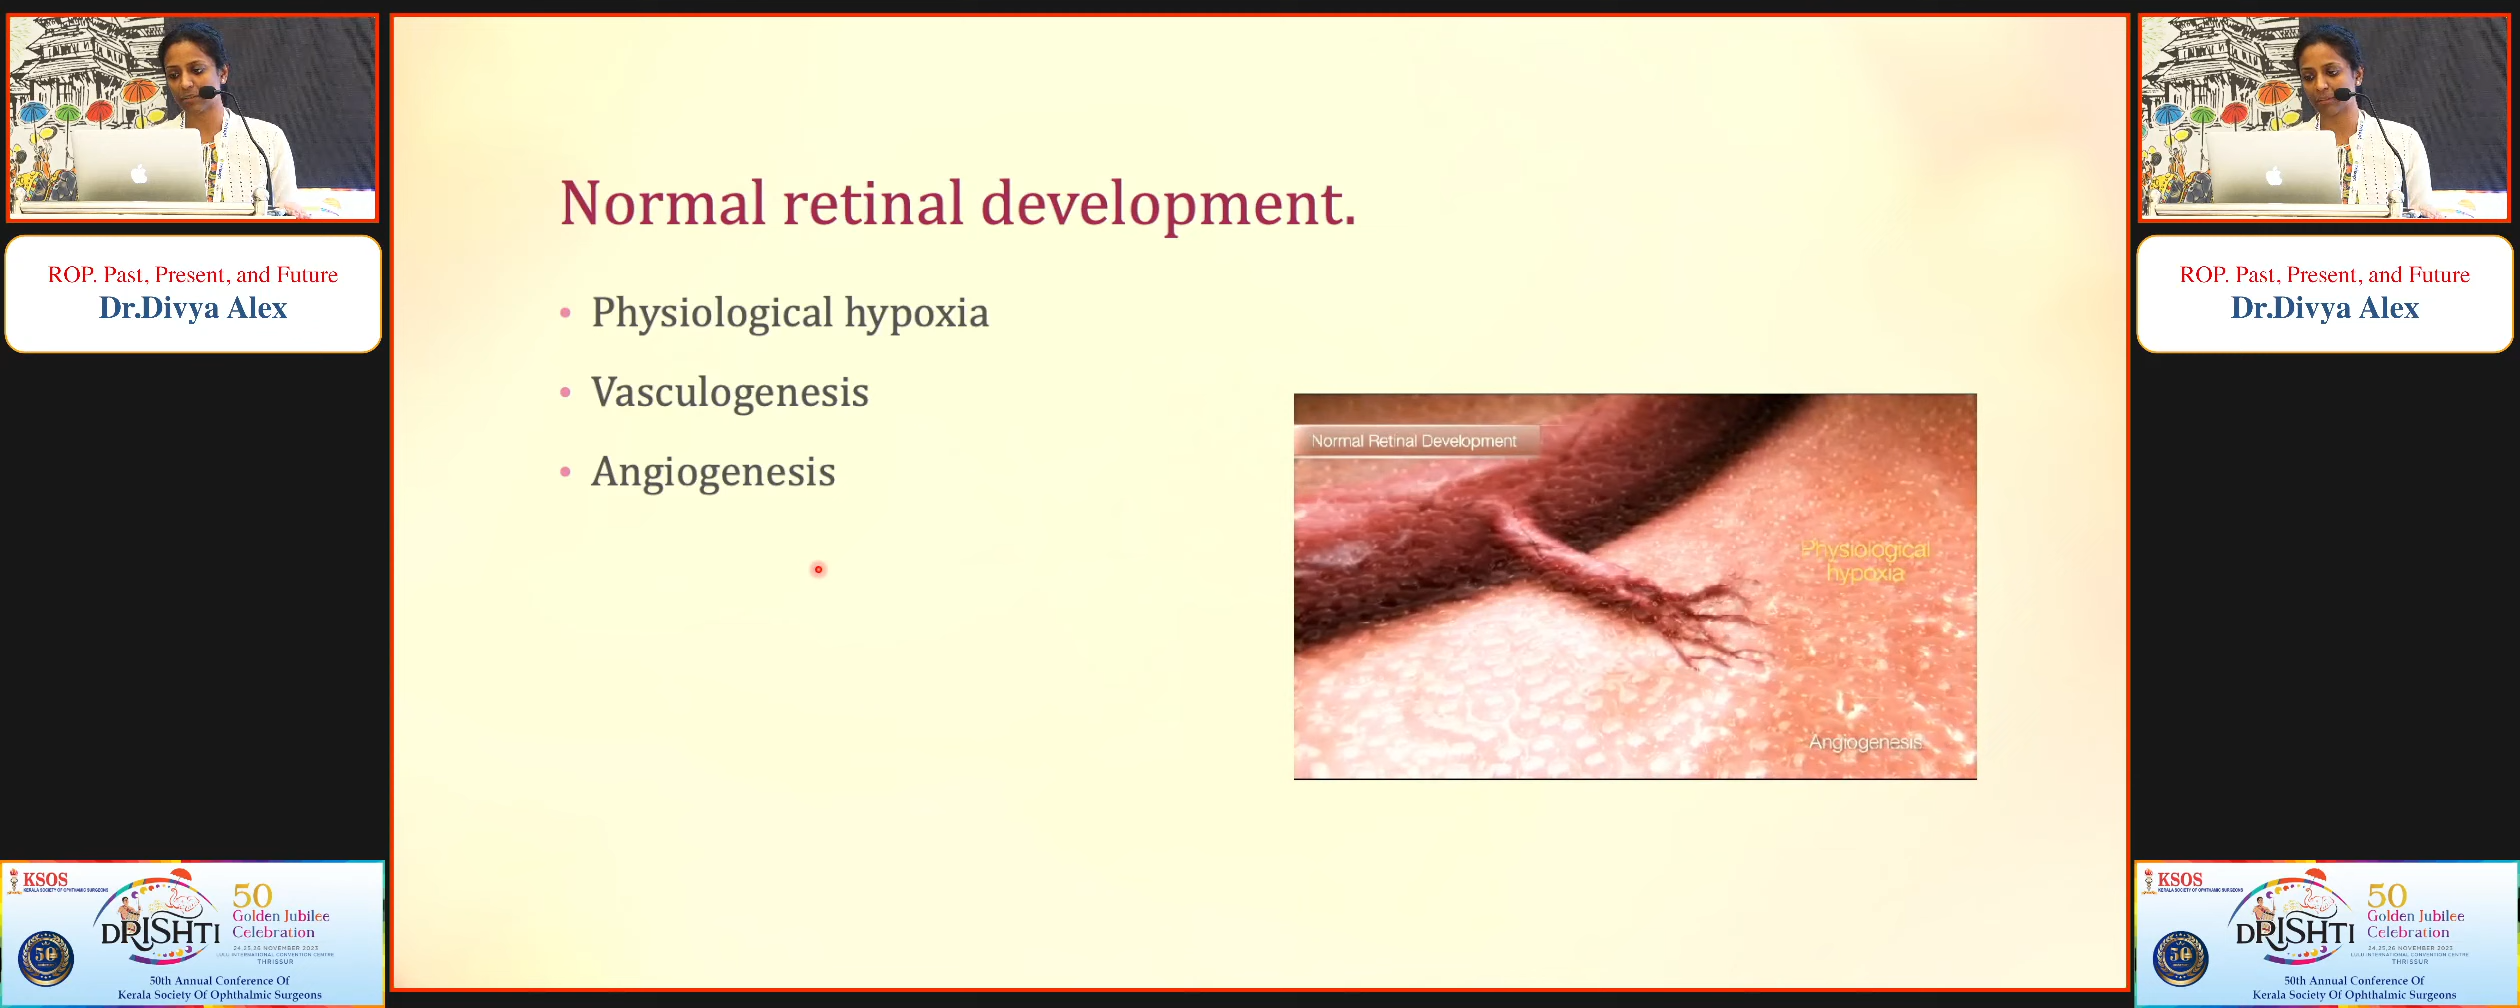 ROP. Past, Present, and Future
Dr.Divya Alex
KSOS
KERALA SOCIETY OF OPHTHALMIC SURGEONS
DRISHTI
50
Golden Jubilee
Celebration
24,25,26 NOVEMBER 2023
LULU INTERNATIONAL CONVENTION CENTRE
THRISSUR
50
50th Annual Conference Of
Kerala Society Of Ophthalmic Surgeons
Normal retinal development.
• Physiological hypoxia
• Vasculogenesis
• Angiogenesis
Normal Retinal Development
Physiological
hypoxia
Angiogenesis
ROP. Past, Present, and Future
Dr.Divya Alex
KSOS
KERALA SOCIETY OF OPHTHALMIC SURGEONS
DRISHTI
50
Golden Jubilee
Celebration
24,25,26 NOVEMBER 2023
LULU INTERNATIONAL CONVENTION CENTRE
THRISSUR
50
50th Annual Conference Of
Kerala Society Of Ophthalmic Surgeons